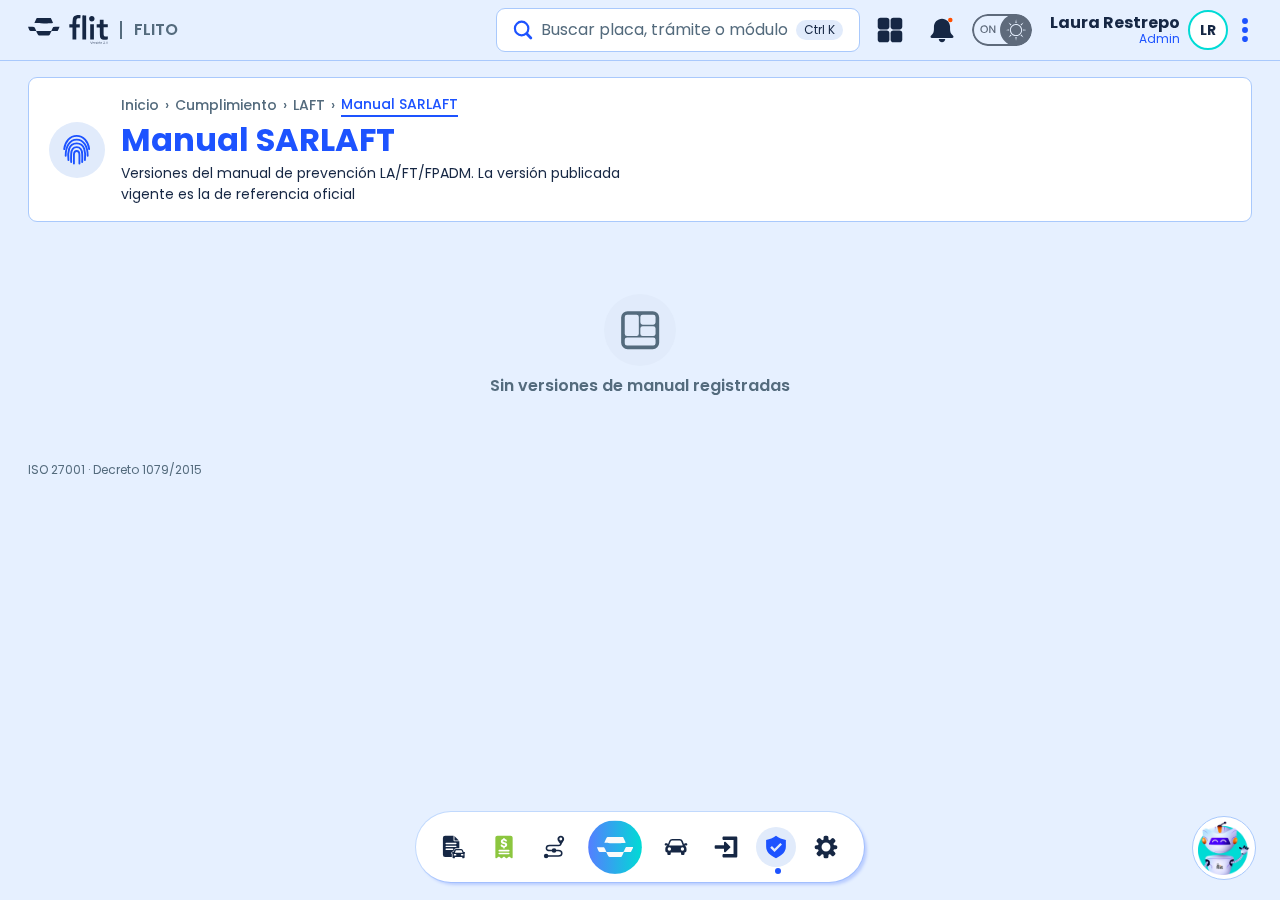 flit
FLITO
Buscar placa, trámite o módulo
Ctrl K
ON
Laura Restrepo
Admin
LR
Inicio › Cumplimiento › LAFT › Manual SARLAFT
Manual SARLAFT
Versiones del manual de prevención LA/FT/FPADM. La versión publicada
vigente es la de referencia oficial
Sin versiones de manual registradas
ISO 27001 · Decreto 1079/2015